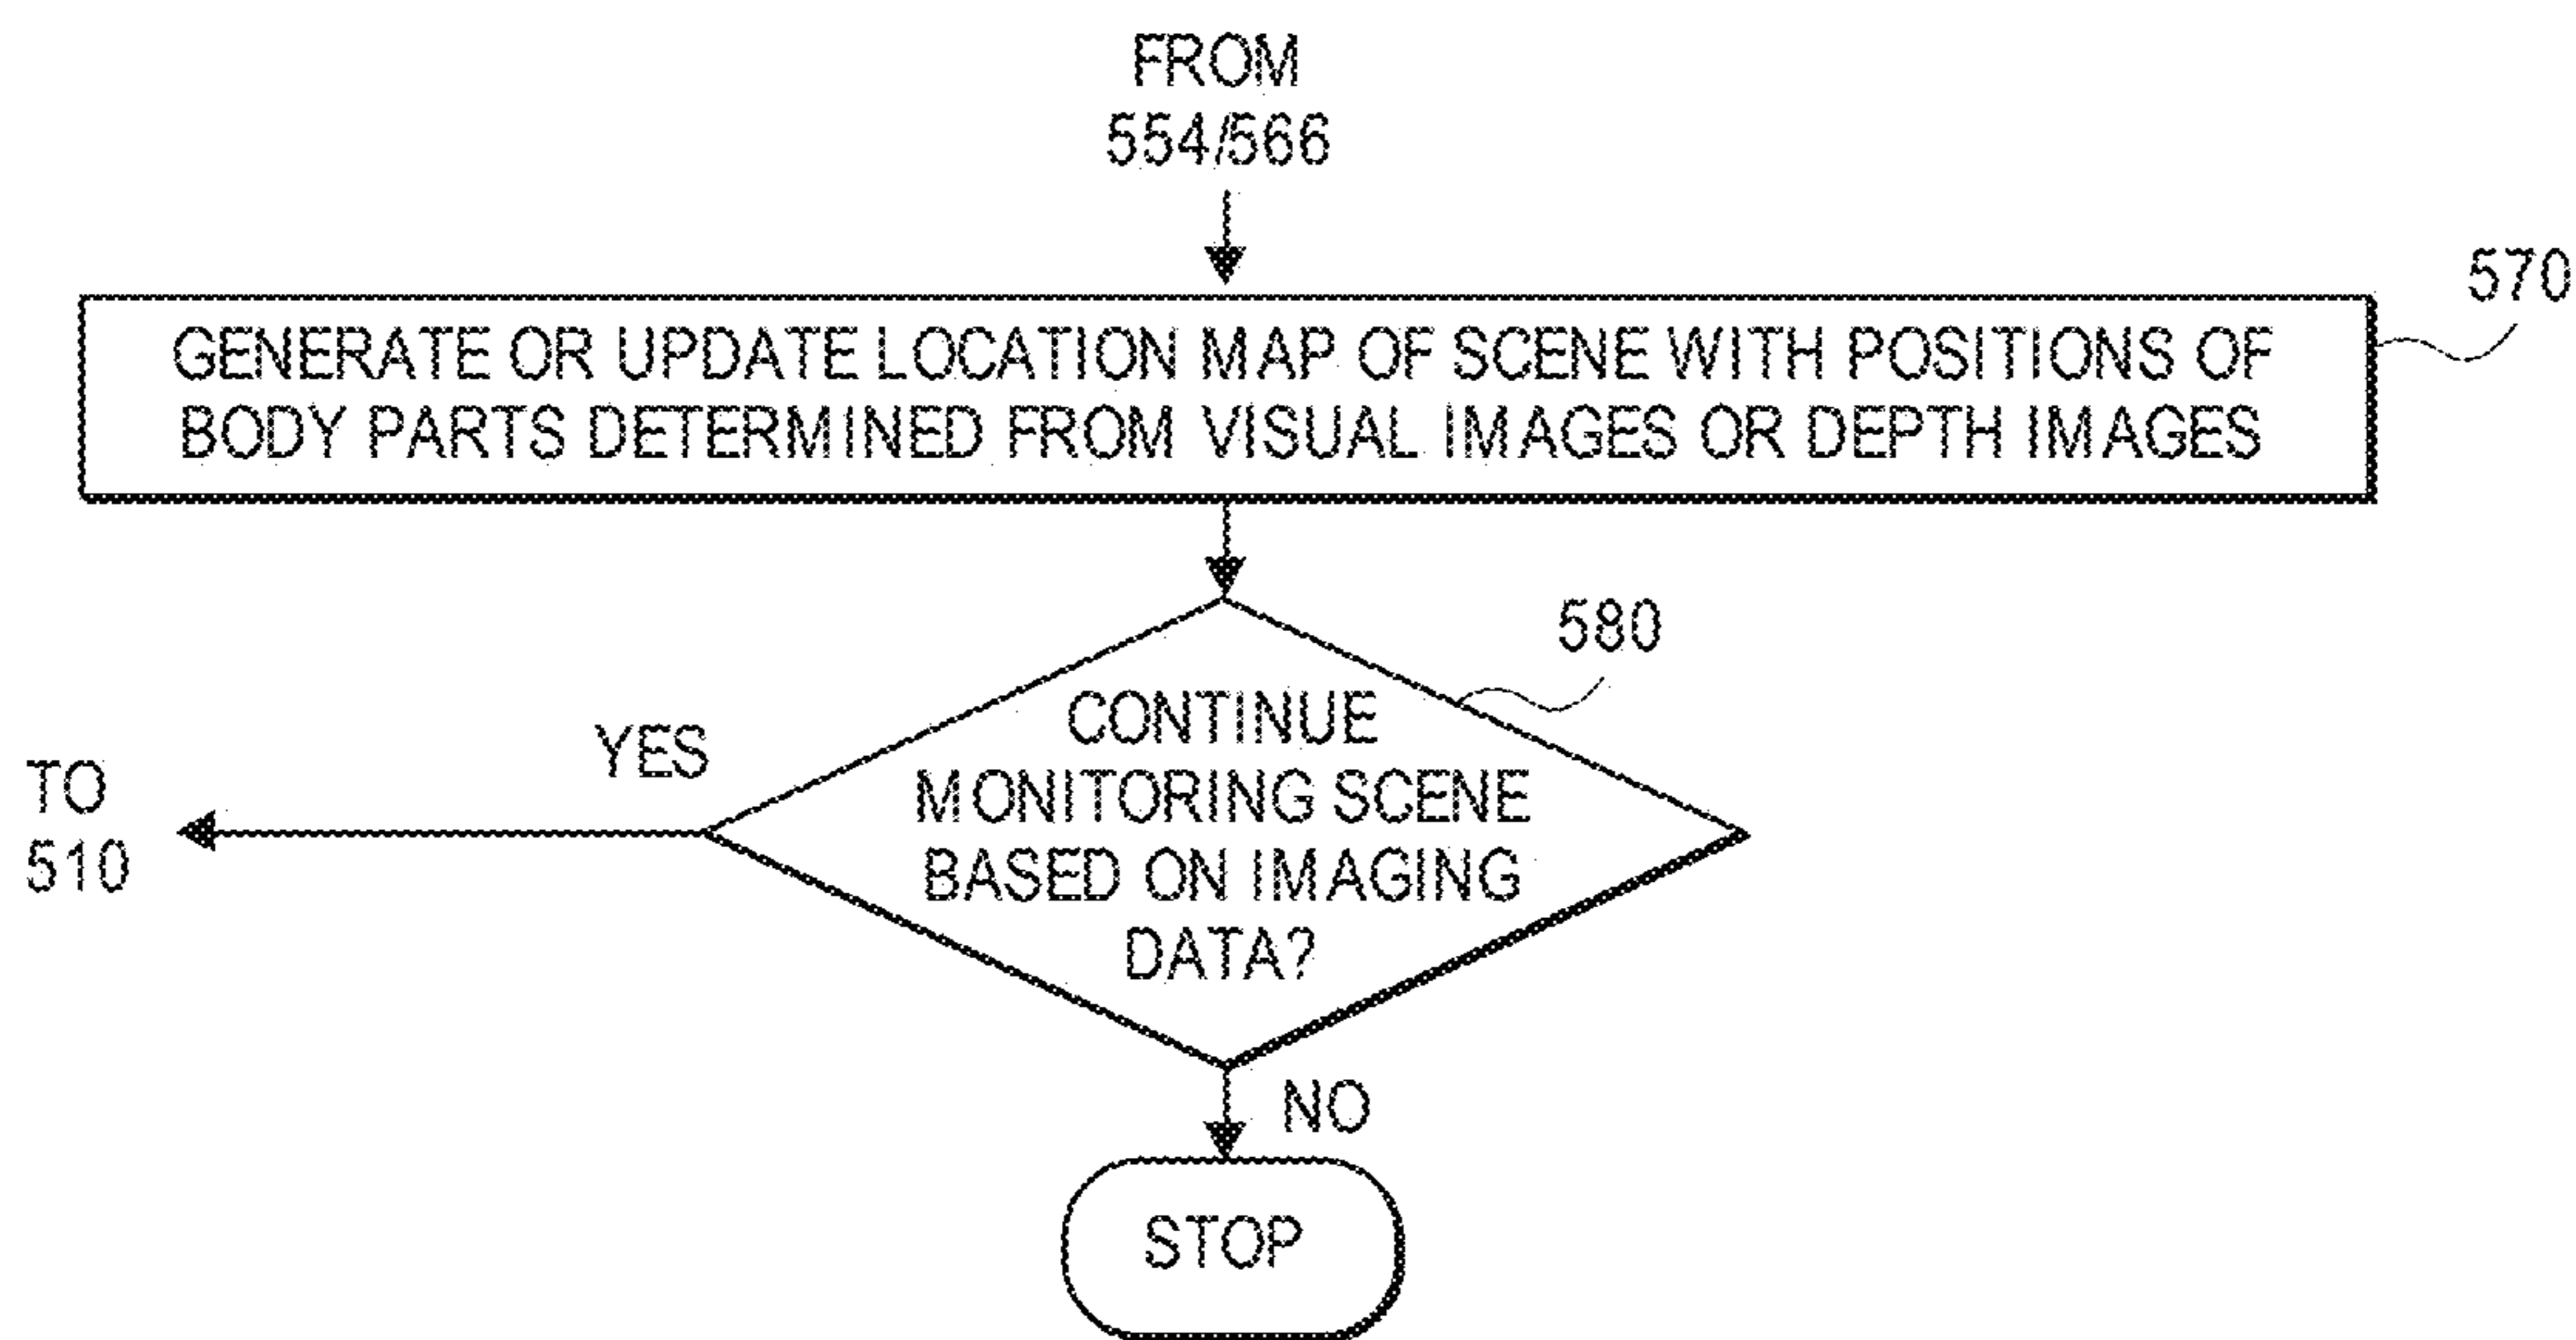 FROM
554/566
570
GENERATE OR UPDATE LOCATION MAP OF SCENE WITH POSITIONS OF
BODY PARTS DETERMINED FROM VISUAL IMAGES OR DEPTH IMAGES
580
CONTINUE
MONITORING SCENE
BASED ON IMAGING
DATA?
YES
TO
510
NO
STOP